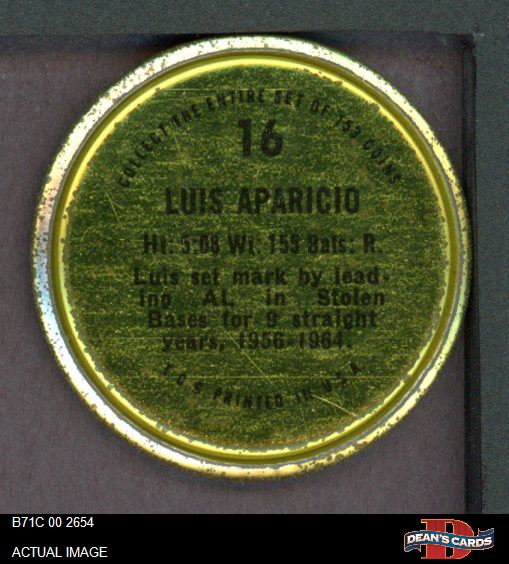 COLLECT THE ENTIRE SET OF 153 COINS
16
LUIS APARICIO
Ht: 5:08 Wt: 155 Bats: R.
Luis set mark by lead-
ing AL in Stolen
Bases for 9 straight
years, 1956-1964.
T.C.G. PRINTED IN U.S.A.
B71C 00 2654
ACTUAL IMAGE
D
DEAN'S CARDS